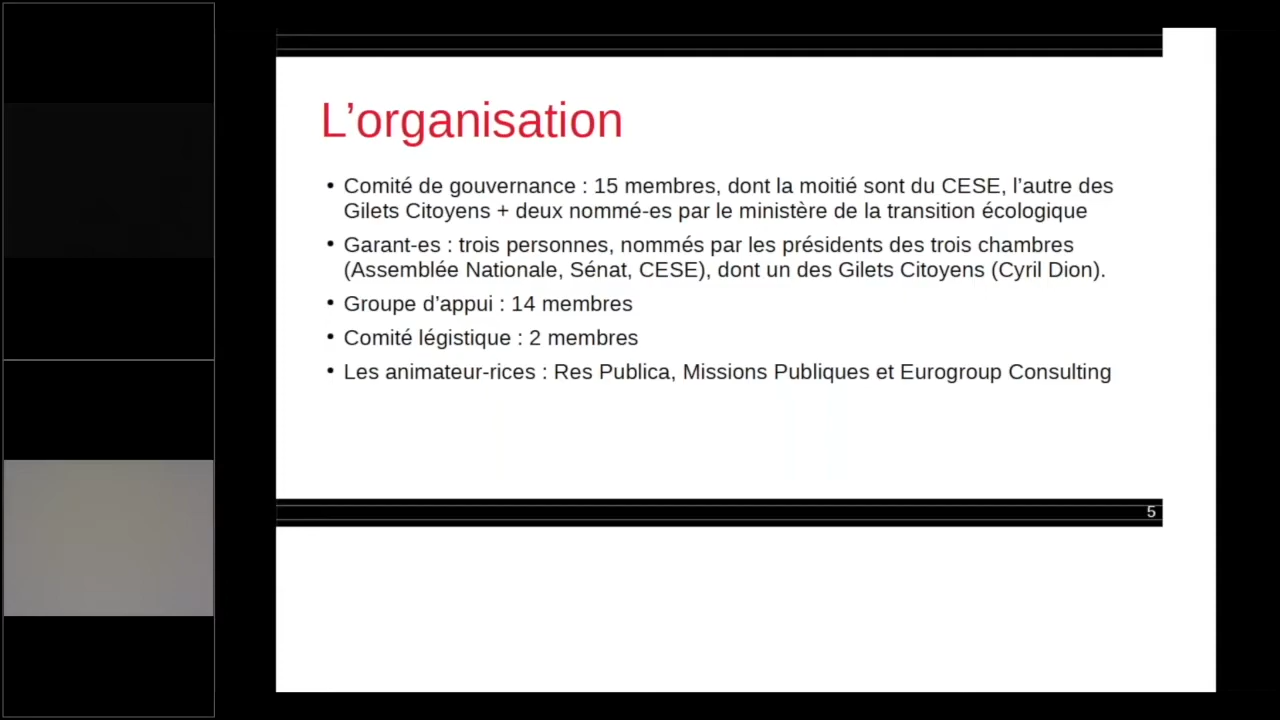 L’organisation
• Comité de gouvernance : 15 membres, dont la moitié sont du CESE, l’autre des
Gilets Citoyens + deux nommé-es par le ministère de la transition écologique
• Garant-es : trois personnes, nommés par les présidents des trois chambres
(Assemblée Nationale, Sénat, CESE), dont un des Gilets Citoyens (Cyril Dion).
• Groupe d’appui : 14 membres
• Comité légistique : 2 membres
• Les animateur-rices : Res Publica, Missions Publiques et Eurogroup Consulting
5